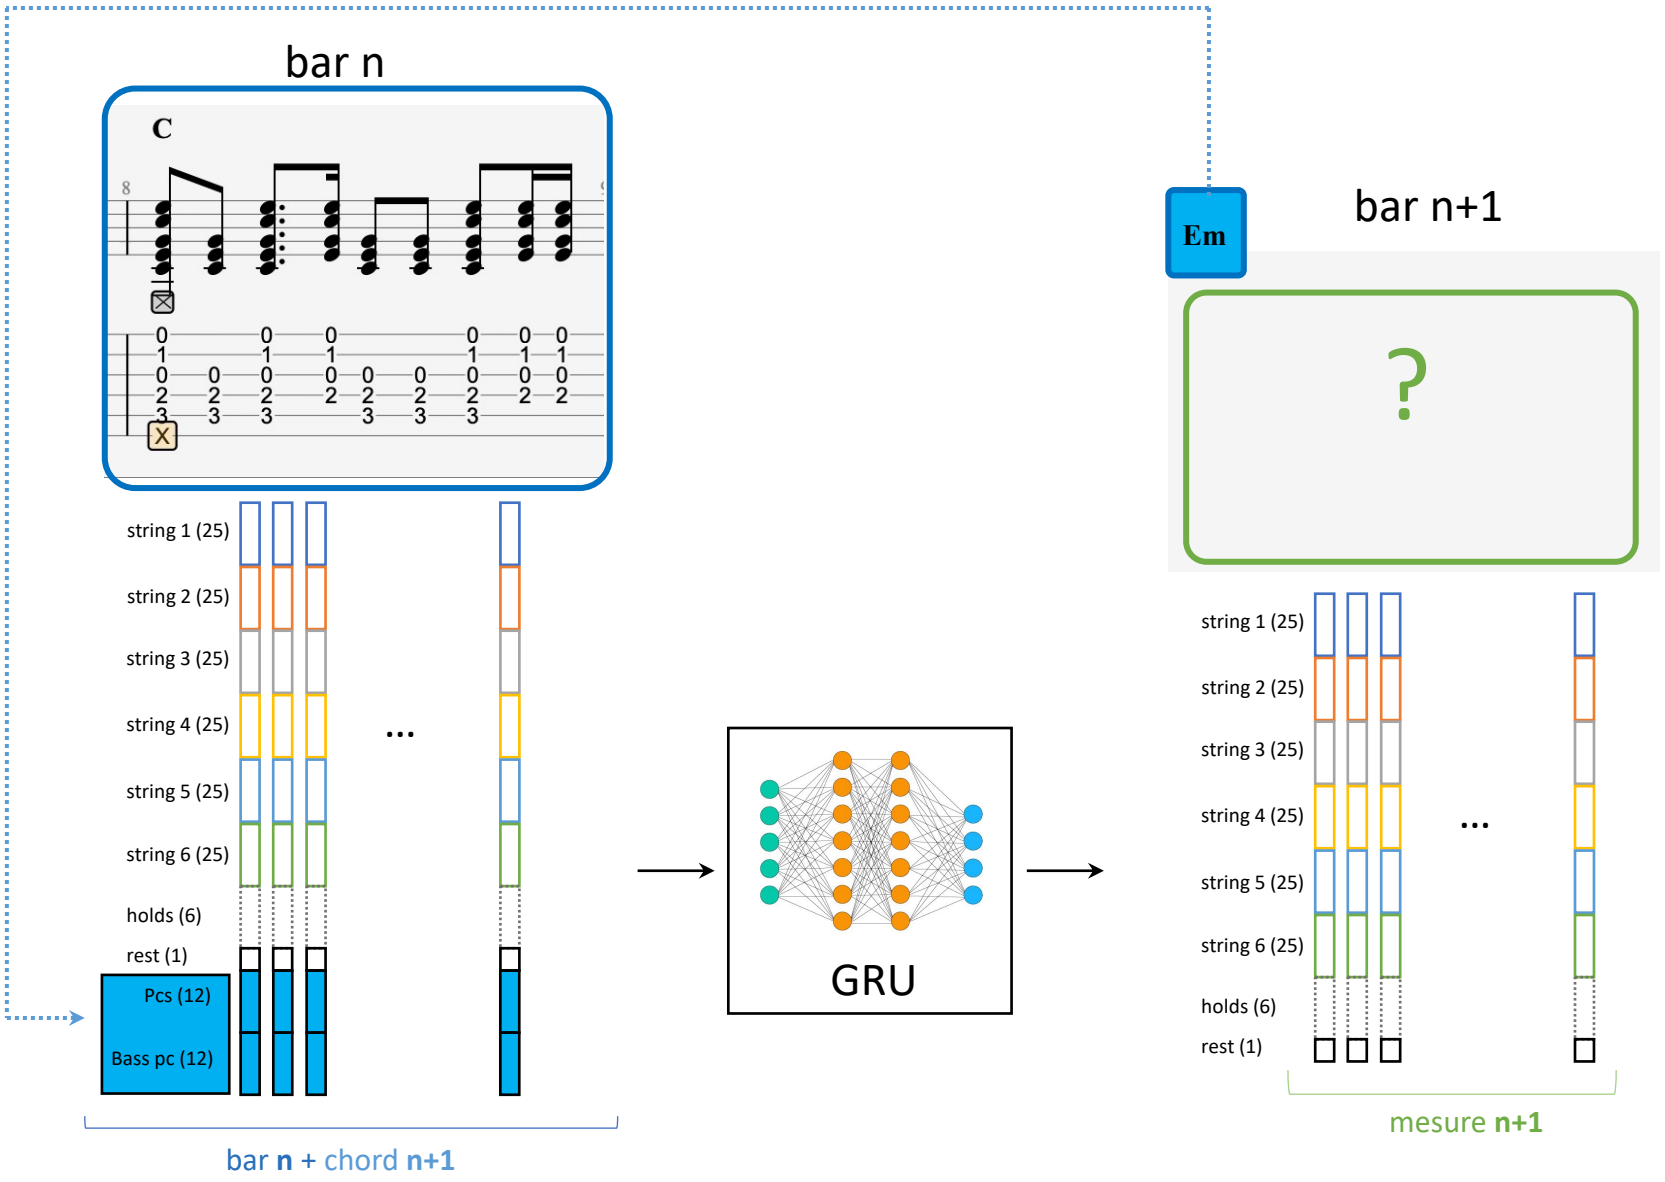 bar n
C
8
0 0 0 0 0 0
1 1 1 1 1 1
0 0 0 0 0 0 0 0 0
2 2 2 2 2 2 2 2 2
3 3 3 3 3 3
X
string 1 (25)
string 2 (25)
string 3 (25)
string 4 (25)
...
string 5 (25)
string 6 (25)
holds (6)
rest (1)
Pcs (12)
Bass pc (12)
bar n + chord n+1
GRU
Em
bar n+1
?
string 1 (25)
string 2 (25)
string 3 (25)
string 4 (25)
...
string 5 (25)
string 6 (25)
holds (6)
rest (1)
mesure n+1